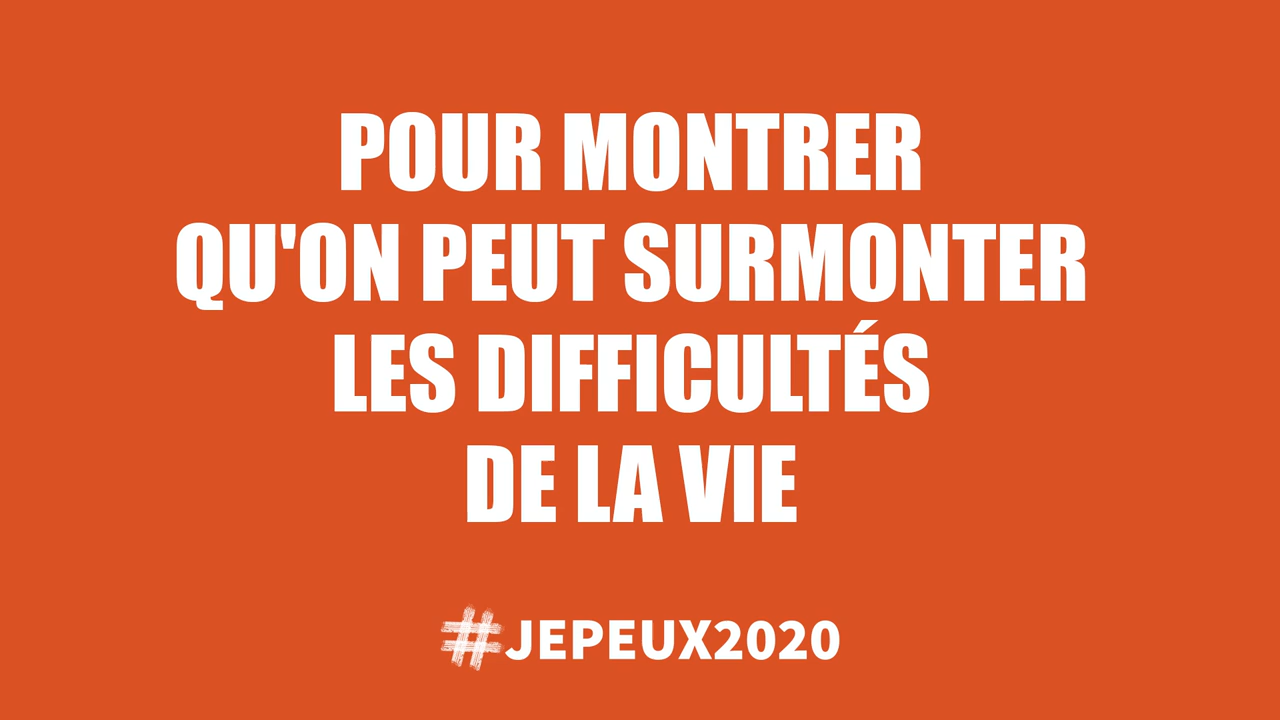 POUR MONTRER
QU'ON PEUT SURMONTER
LES DIFFICULTÉS
DE LA VIE
#JEPEUX2020